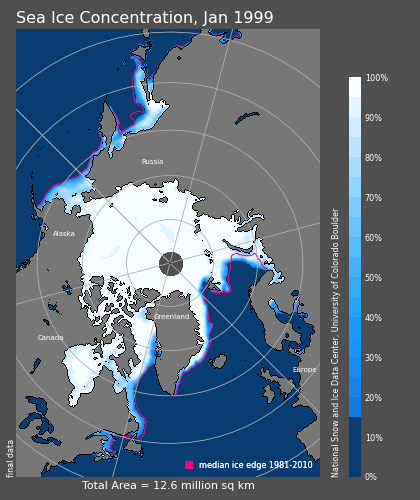 Sea Ice Concentration, Jan 1999
Russia
Alaska
Greenland
Canada
Europe
median ice edge 1981-2010
Total Area = 12.6 million sq km
final data
National Snow and Ice Data Center, University of Colorado Boulder
100%
90%
80%
70%
60%
50%
40%
30%
20%
10%
0%